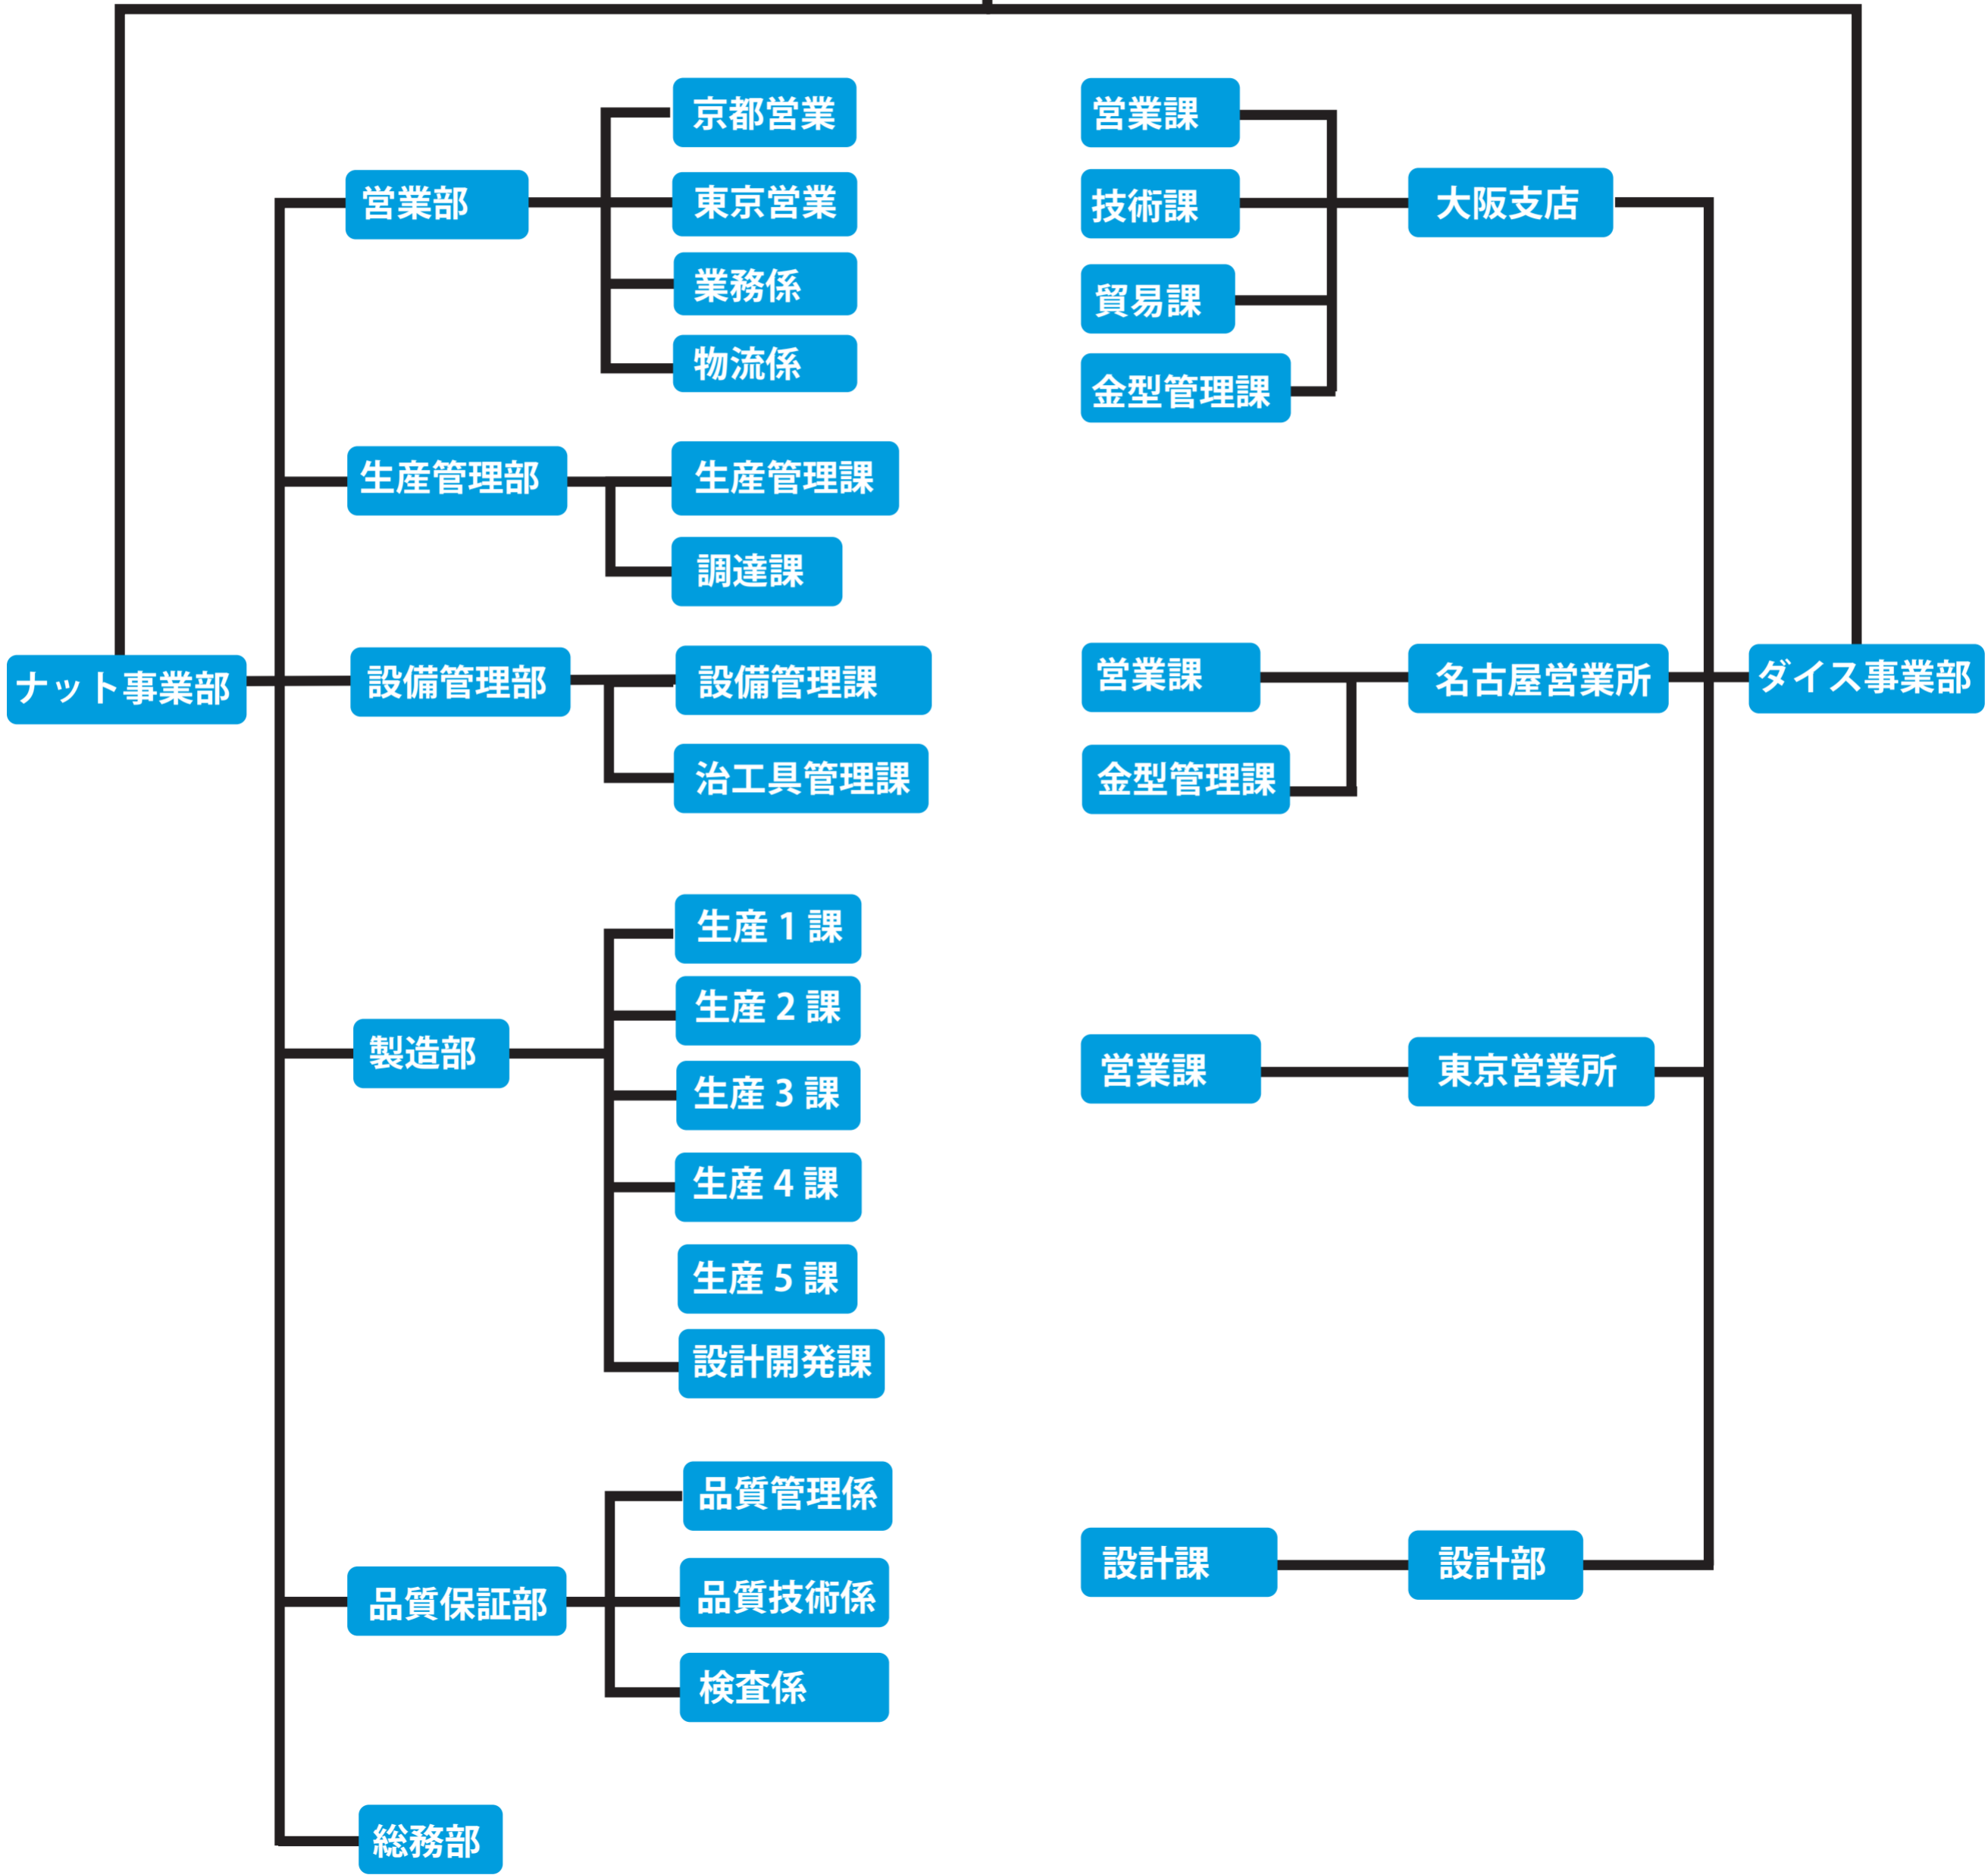 ナット事業部
営業部
京都営業
東京営業
業務係
物流係
生産管理部
生産管理課
調達課
設備管理部
設備管理課
治工具管理課
製造部
生産 1 課
生産 2 課
生産 3 課
生産 4 課
生産 5 課
設計開発課
品質保証部
品質管理係
品質技術係
検査係
総務部
ダイス事業部
大阪支店
営業課
技術課
貿易課
金型管理課
名古屋営業所
営業課
金型管理課
東京営業所
営業課
設計部
設計課